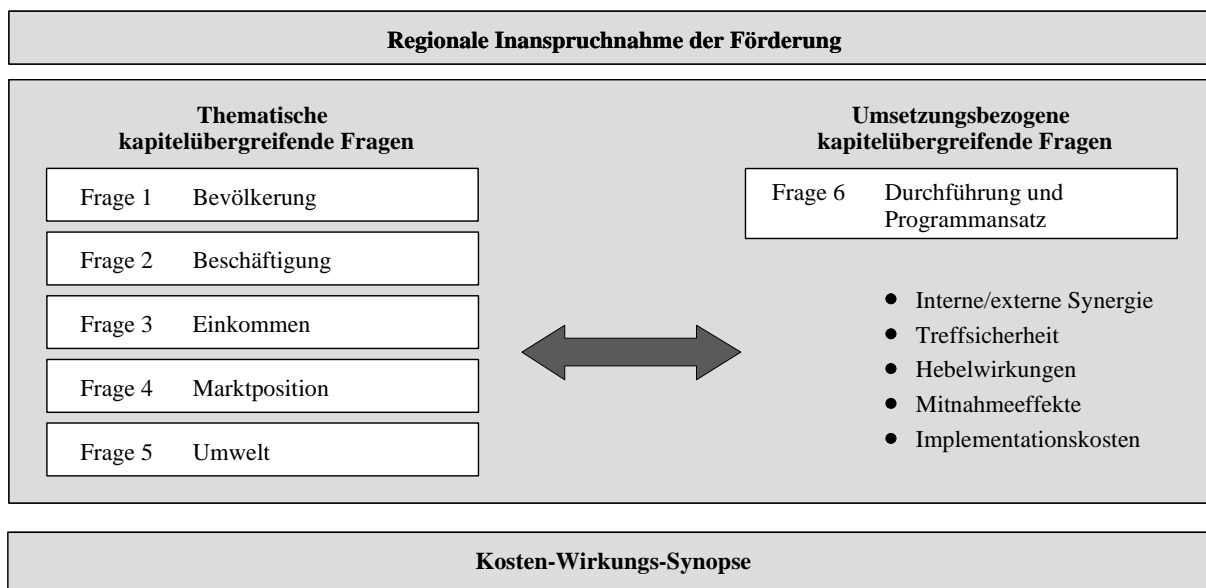 Regionale Inanspruchnahme der Förderung
Thematische
kapitelübergreifende Fragen
Frage 1 Bevölkerung
Frage 2 Beschäftigung
Frage 3 Einkommen
Frage 4 Marktposition
Frage 5 Umwelt
Umsetzungsbezogene
kapitelübergreifende Fragen
Frage 6 Durchführung und
Programmansatz
• Interne/externe Synergie
• Treffsicherheit
• Hebelwirkungen
• Mitnahmeeffekte
• Implementationskosten
Kosten-Wirkungs-Synopse